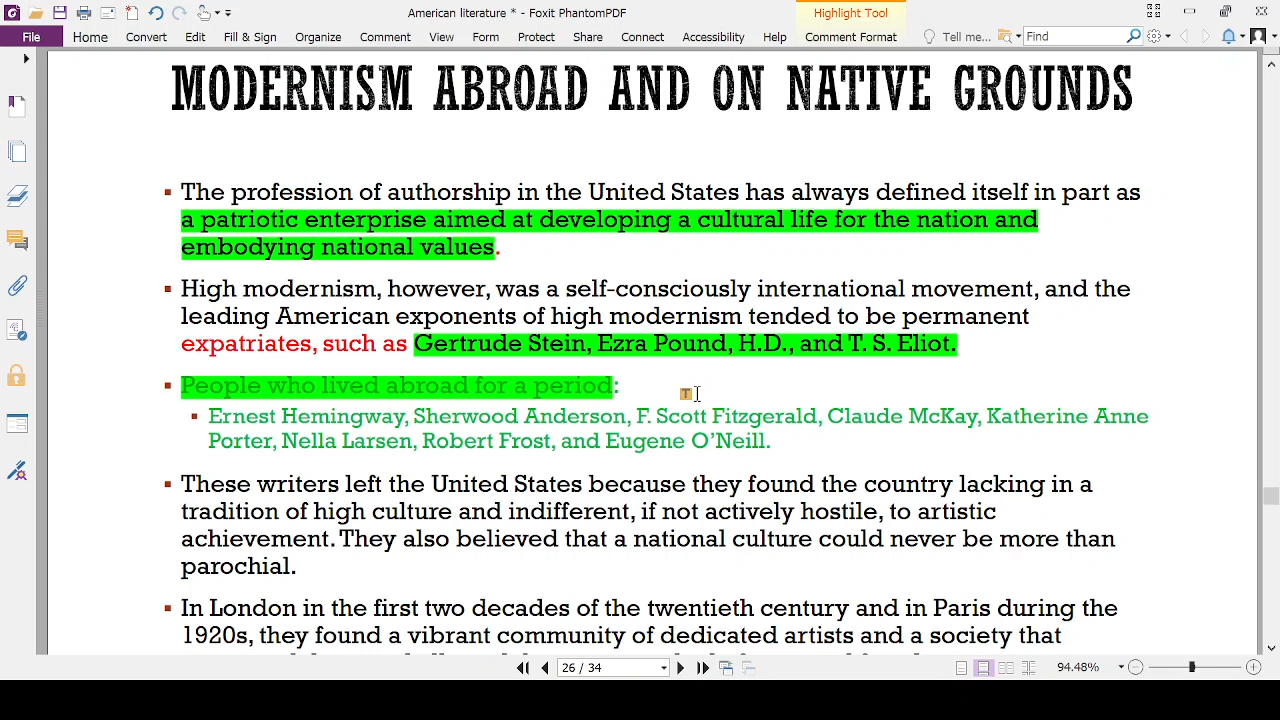 American literature * - Foxit PhantomPDF
Highlight Tool
File Home Convert Edit Fill & Sign Organize Comment View Form Protect Share Connect Accessibility Help Comment Format Tell me... Find
MODERNISM ABROAD AND ON NATIVE GROUNDS
▪ The profession of authorship in the United States has always defined itself in part as
a patriotic enterprise aimed at developing a cultural life for the nation and
embodying national values.
▪ High modernism, however, was a self-consciously international movement, and the
leading American exponents of high modernism tended to be permanent
expatriates, such as Gertrude Stein, Ezra Pound, H.D., and T. S. Eliot.
▪ People who lived abroad for a period:
▪ Ernest Hemingway, Sherwood Anderson, F. Scott Fitzgerald, Claude McKay, Katherine Anne
Porter, Nella Larsen, Robert Frost, and Eugene O’Neill.
▪ These writers left the United States because they found the country lacking in a
tradition of high culture and indifferent, if not actively hostile, to artistic
achievement. They also believed that a national culture could never be more than
parochial.
▪ In London in the first two decades of the twentieth century and in Paris during the
1920s, they found a vibrant community of dedicated artists and a society that
26 / 34
94.48%